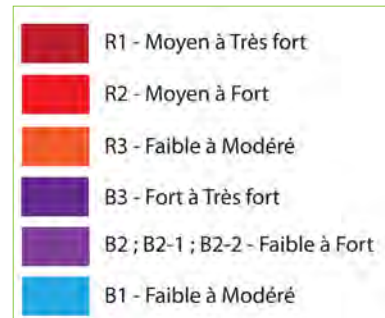 R1 - Moyen à Très fort
R2 - Moyen à Fort
R3 - Faible à Modéré
B3 - Fort à Très fort
B2 ; B2-1 ; B2-2 - Faible à Fort
B1 - Faible à Modéré